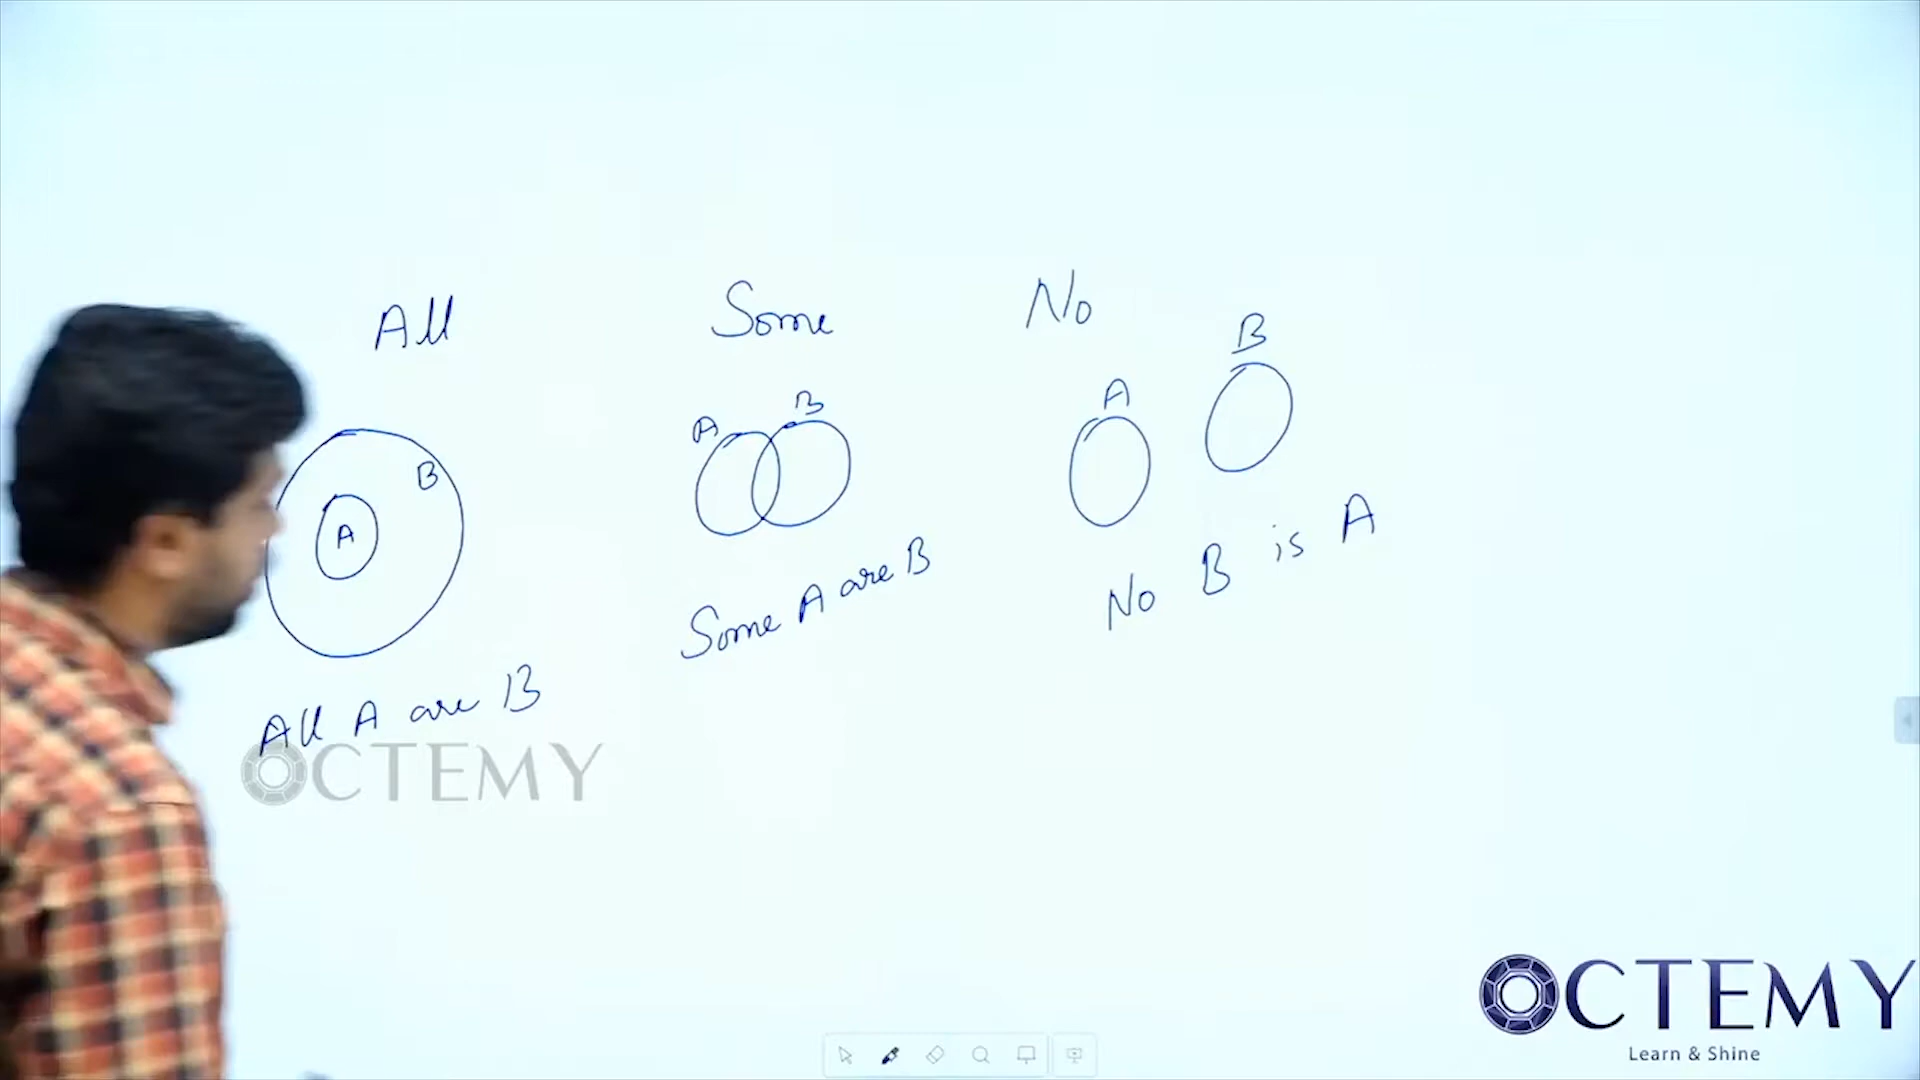 All
Some
No
B
A
B
A
B
A
Some A are B
No B is A
All A are B
OCTEMY
OCTEMY
Learn & Shine